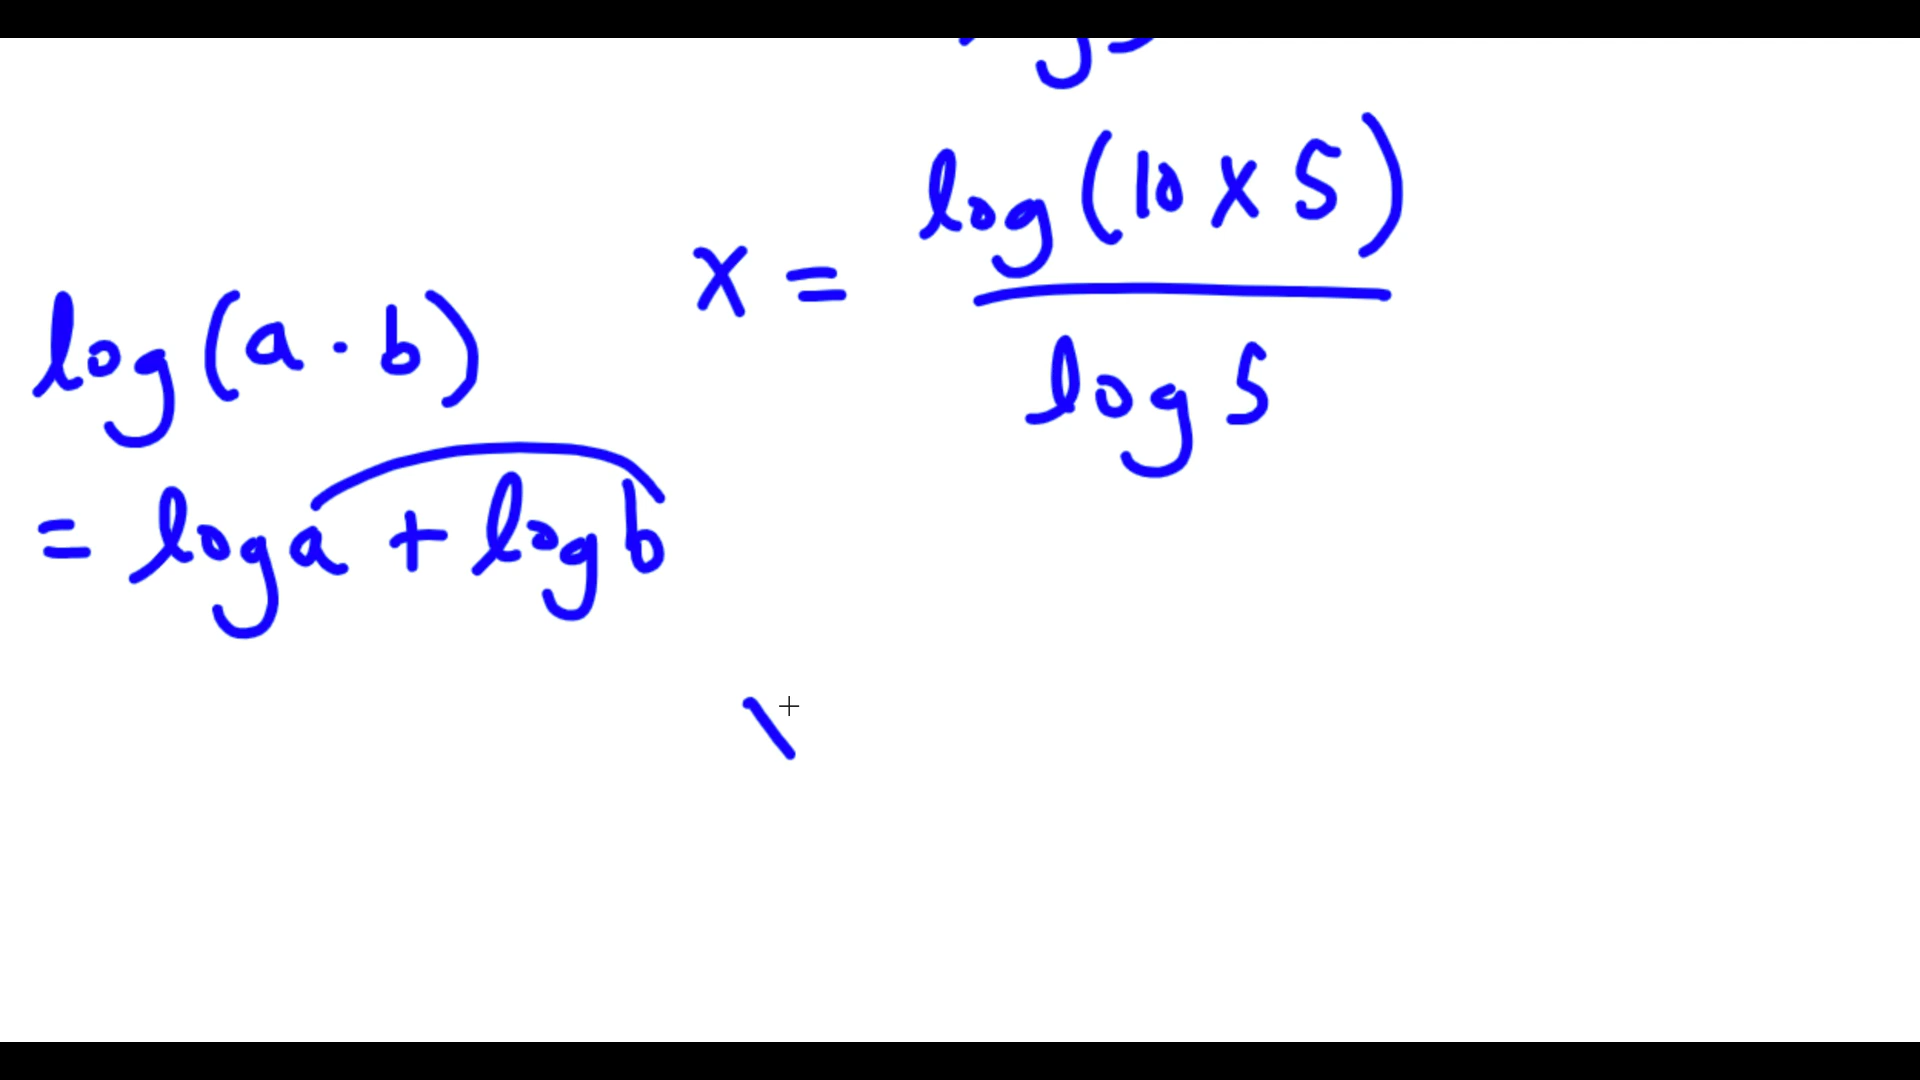 x = log (10 x 5)
log 5
log (a · b)
= log a + log b